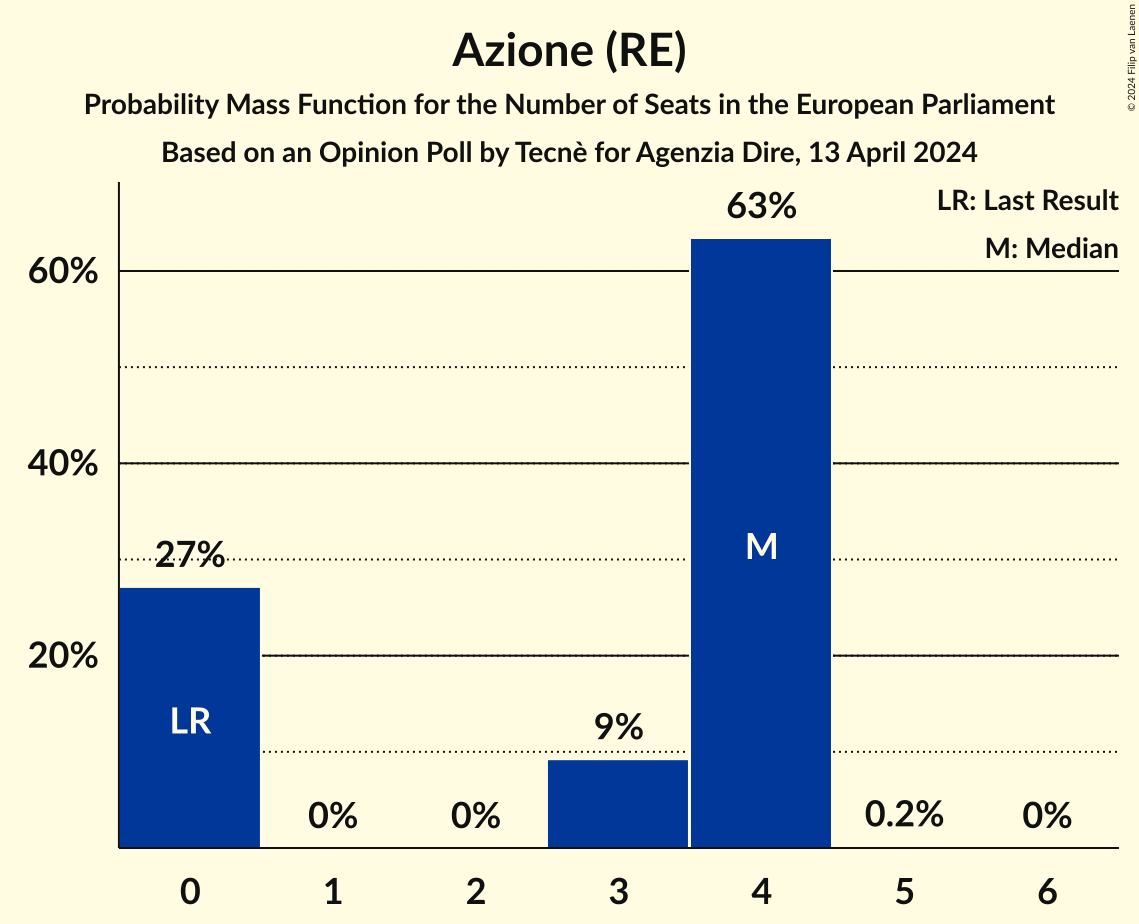 Azione (RE)
Probability Mass Function for the Number of Seats in the European Parliament
Based on an Opinion Poll by Tecnè for Agenzia Dire, 13 April 2024
© 2024 Filip van Laenen
LR: Last Result
M: Median
63%
60%
40%
27%
M
20%
LR
9%
0%
0%
0.2%
0%
0 1 2 3 4 5 6